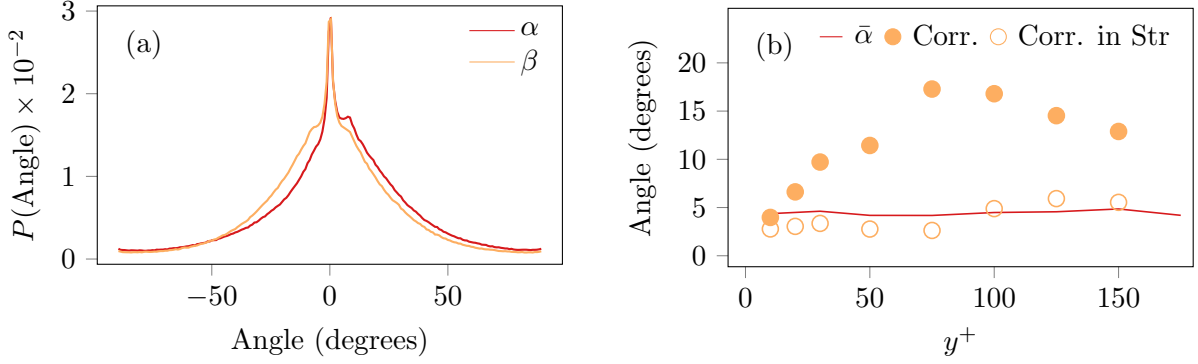 (a)
α
β
3
2
1
0
P(Angle) × 10⁻²
−50
0
50
Angle (degrees)
(b)
ᾱ Corr. Corr. in Str
20
15
10
5
0
Angle (degrees)
0
50
100
150
y⁺